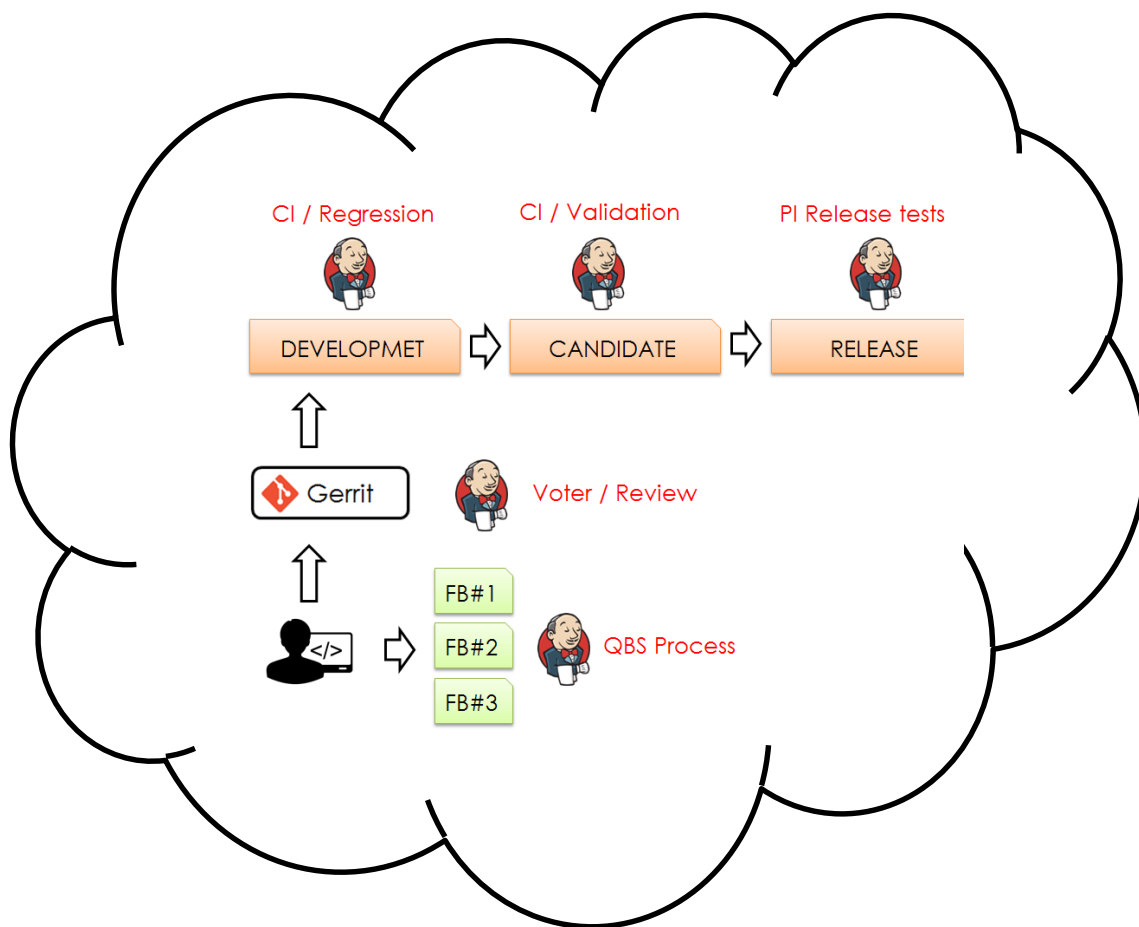 CI / Regression
CI / Validation
PI Release tests
DEVELOPMET
CANDIDATE
RELEASE
Gerrit
Voter / Review
FB#1
</>
FB#2
QBS Process
FB#3